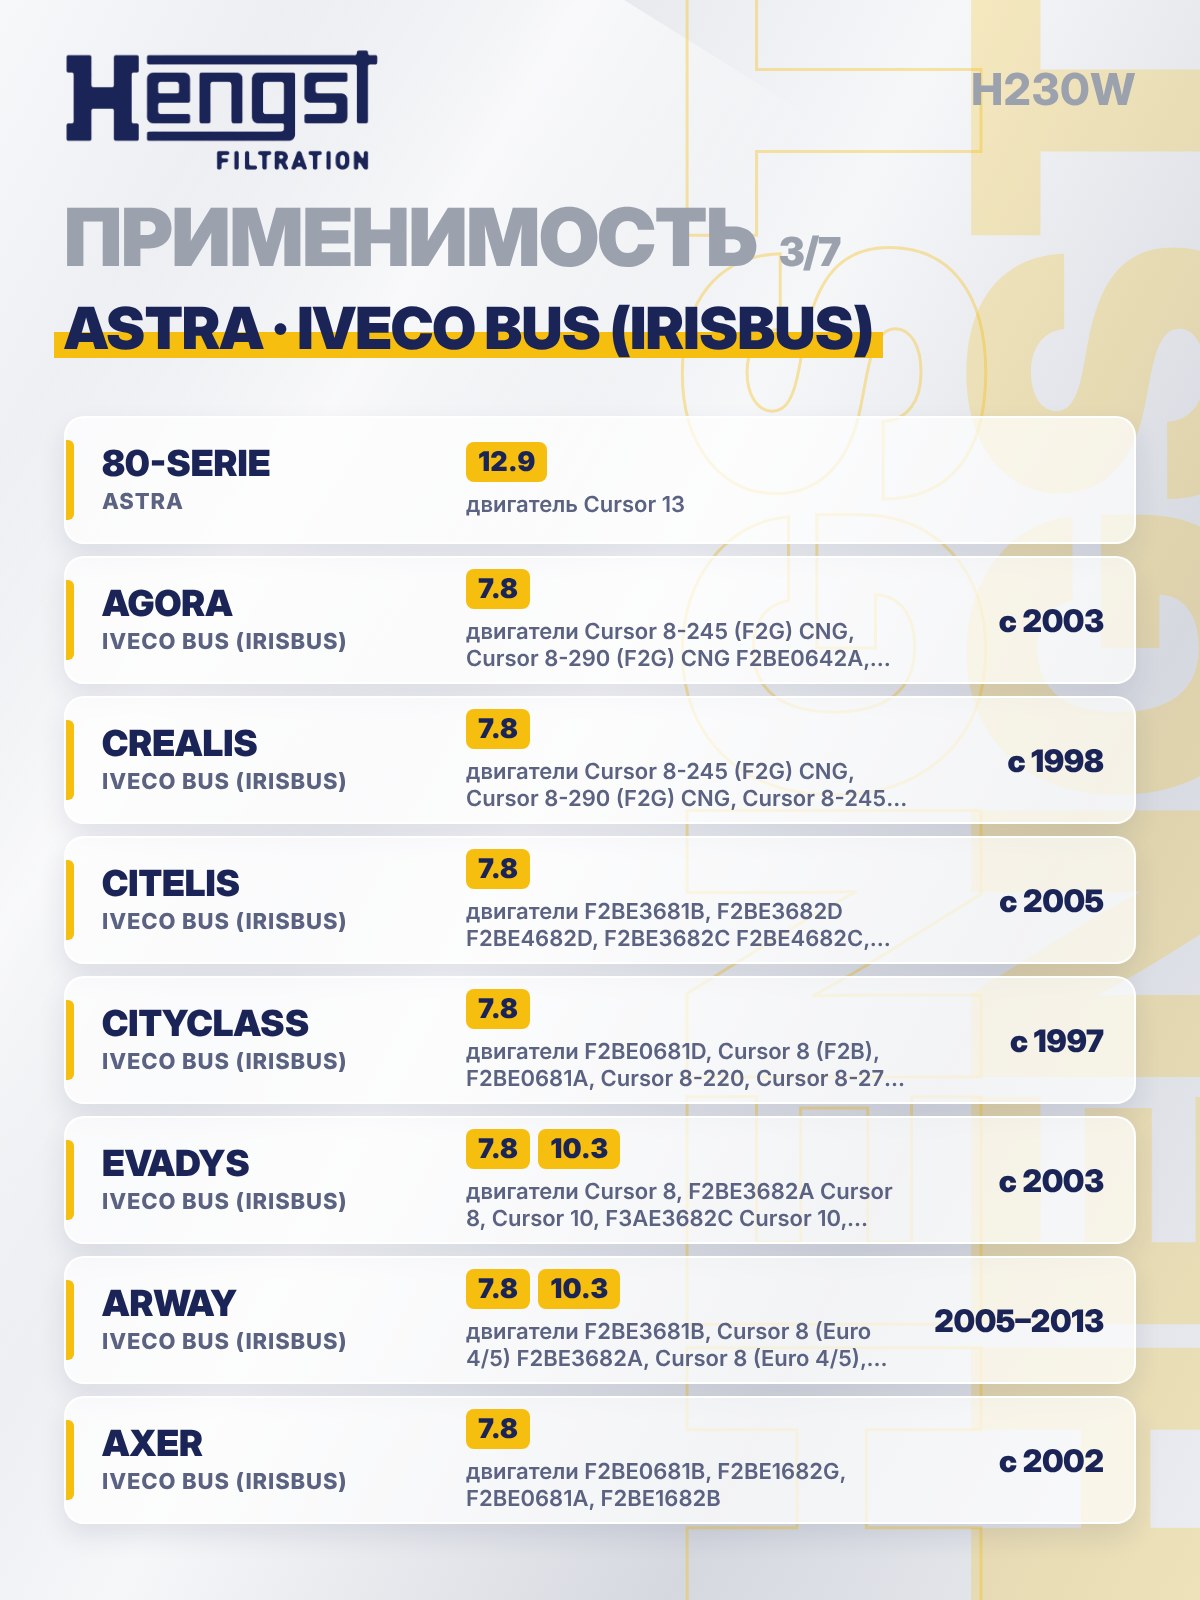 Hengst
FILTRATION
H230W
ПРИМЕНИМОСТЬ 3/7
ASTRA · IVECO BUS (IRISBUS)
80-SERIE
ASTRA
12.9
двигатель Cursor 13
AGORA
IVECO BUS (IRISBUS)
7.8
двигатели Cursor 8-245 (F2G) CNG,
Cursor 8-290 (F2G) CNG F2BE0642A,...
с 2003
CREALIS
IVECO BUS (IRISBUS)
7.8
двигатели Cursor 8-245 (F2G) CNG,
Cursor 8-290 (F2G) CNG, Cursor 8-245...
с 1998
CITELIS
IVECO BUS (IRISBUS)
7.8
двигатели F2BE3681B, F2BE3682D
F2BE4682D, F2BE3682C F2BE4682C,...
с 2005
CITYCLASS
IVECO BUS (IRISBUS)
7.8
двигатели F2BE0681D, Cursor 8 (F2B),
F2BE0681A, Cursor 8-220, Cursor 8-27...
с 1997
EVADYS
IVECO BUS (IRISBUS)
7.8 10.3
двигатели Cursor 8, F2BE3682A Cursor
8, Cursor 10, F3AE3682C Cursor 10,...
с 2003
ARWAY
IVECO BUS (IRISBUS)
7.8 10.3
двигатели F2BE3681B, Cursor 8 (Euro
4/5) F2BE3682A, Cursor 8 (Euro 4/5),...
2005–2013
AXER
IVECO BUS (IRISBUS)
7.8
двигатели F2BE0681B, F2BE1682G,
F2BE0681A, F2BE1682B
с 2002
HENGST
HENGST